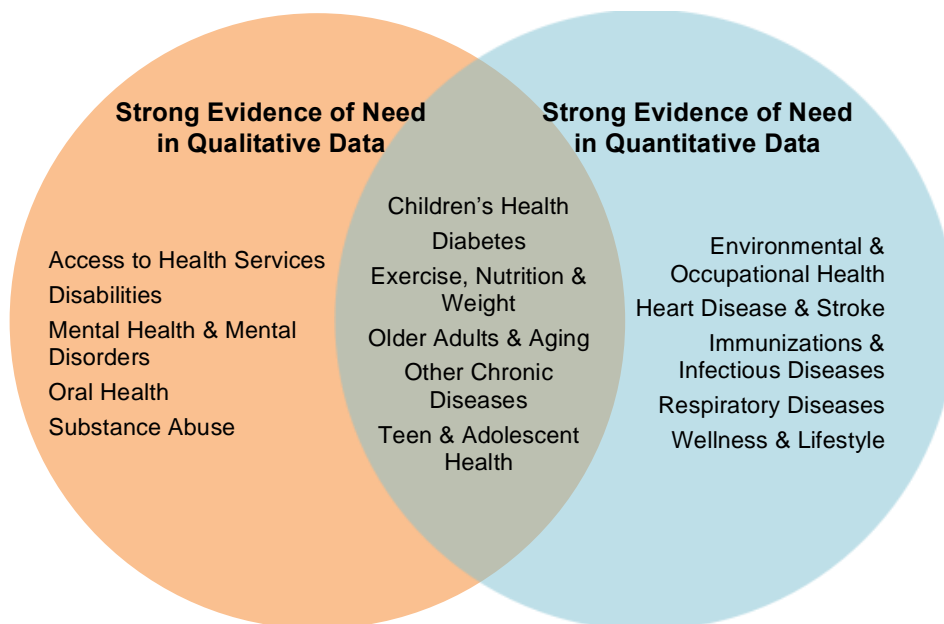 Strong Evidence of Need
in Qualitative Data
Strong Evidence of Need
in Quantitative Data
Access to Health Services
Disabilities
Mental Health & Mental
Disorders
Oral Health
Substance Abuse
Children’s Health
Diabetes
Exercise, Nutrition &
Weight
Older Adults & Aging
Other Chronic
Diseases
Teen & Adolescent
Health
Environmental &
Occupational Health
Heart Disease & Stroke
Immunizations &
Infectious Diseases
Respiratory Diseases
Wellness & Lifestyle